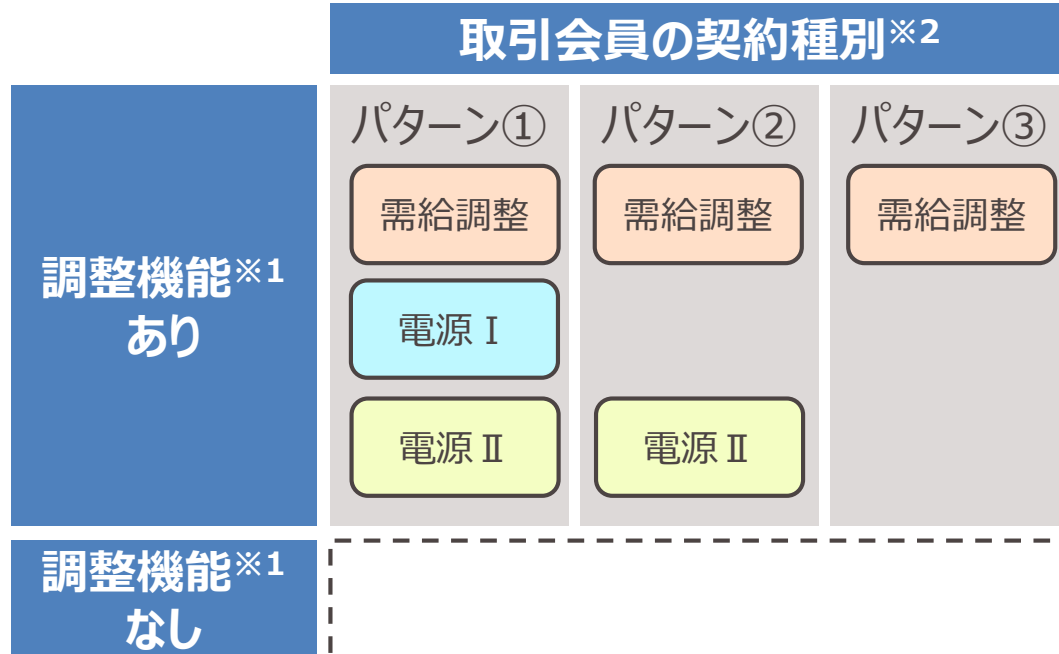 取引会員の契約種別※2
調整機能※1
あり
パターン①
需給調整
電源Ⅰ
電源Ⅱ
パターン②
需給調整
電源Ⅱ
パターン③
需給調整
調整機能※1
なし